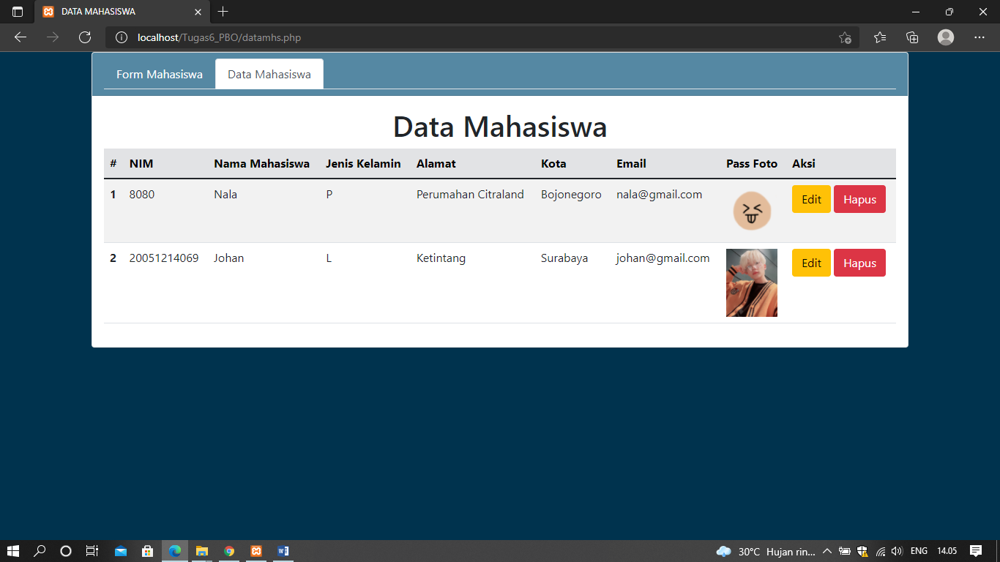 DATA MAHASISWA
localhost/Tugas6_PBO/datamhs.php
Form Mahasiswa Data Mahasiswa
Data Mahasiswa
# NIM Nama Mahasiswa Jenis Kelamin Alamat Kota Email Pass Foto Aksi
1 8080 Nala P Perumahan Citraland Bojonegoro nala@gmail.com Edit Hapus
2 20051214069 Johan L Ketintang Surabaya johan@gmail.com Edit Hapus
30°C Hujan rin... ENG 14.05